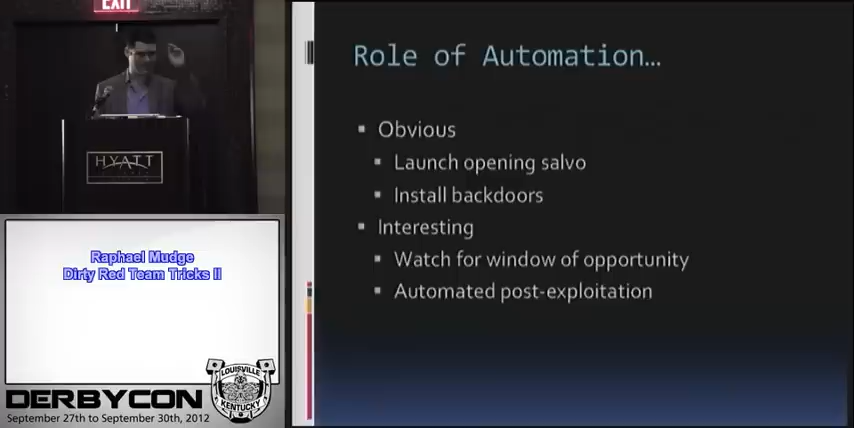 EXIT
HYATT
Raphael Mudge
Dirty Red Team Tricks II
DERBYCON
LOUISVILLE
KENTUCKY
September 27th to September 30th, 2012
Role of Automation...
▪ Obvious
▪ Launch opening salvo
▪ Install backdoors
▪ Interesting
▪ Watch for window of opportunity
▪ Automated post-exploitation